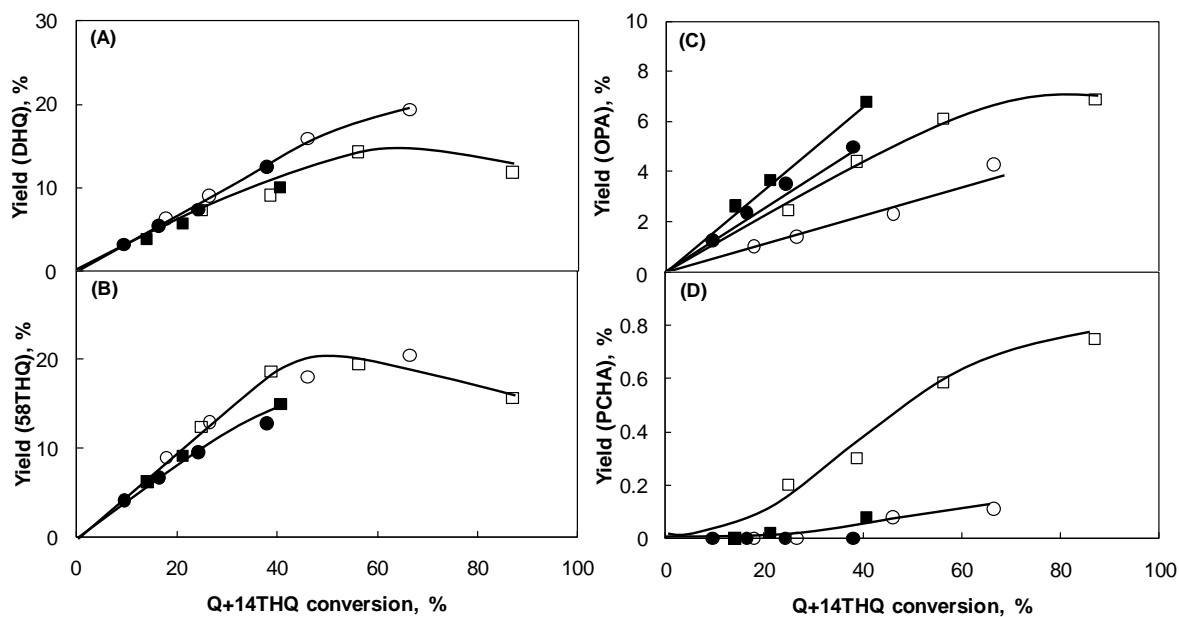 (A)
Yield (DHQ), %
30
20
10
0
(B)
Yield (58THQ), %
20
10
0
0 20 40 60 80 100
Q+14THQ conversion, %
(C)
Yield (OPA), %
10
8
6
4
2
0
(D)
Yield (PCHA), %
0.8
0.6
0.4
0.2
0
0 20 40 60 80 100
Q+14THQ conversion, %